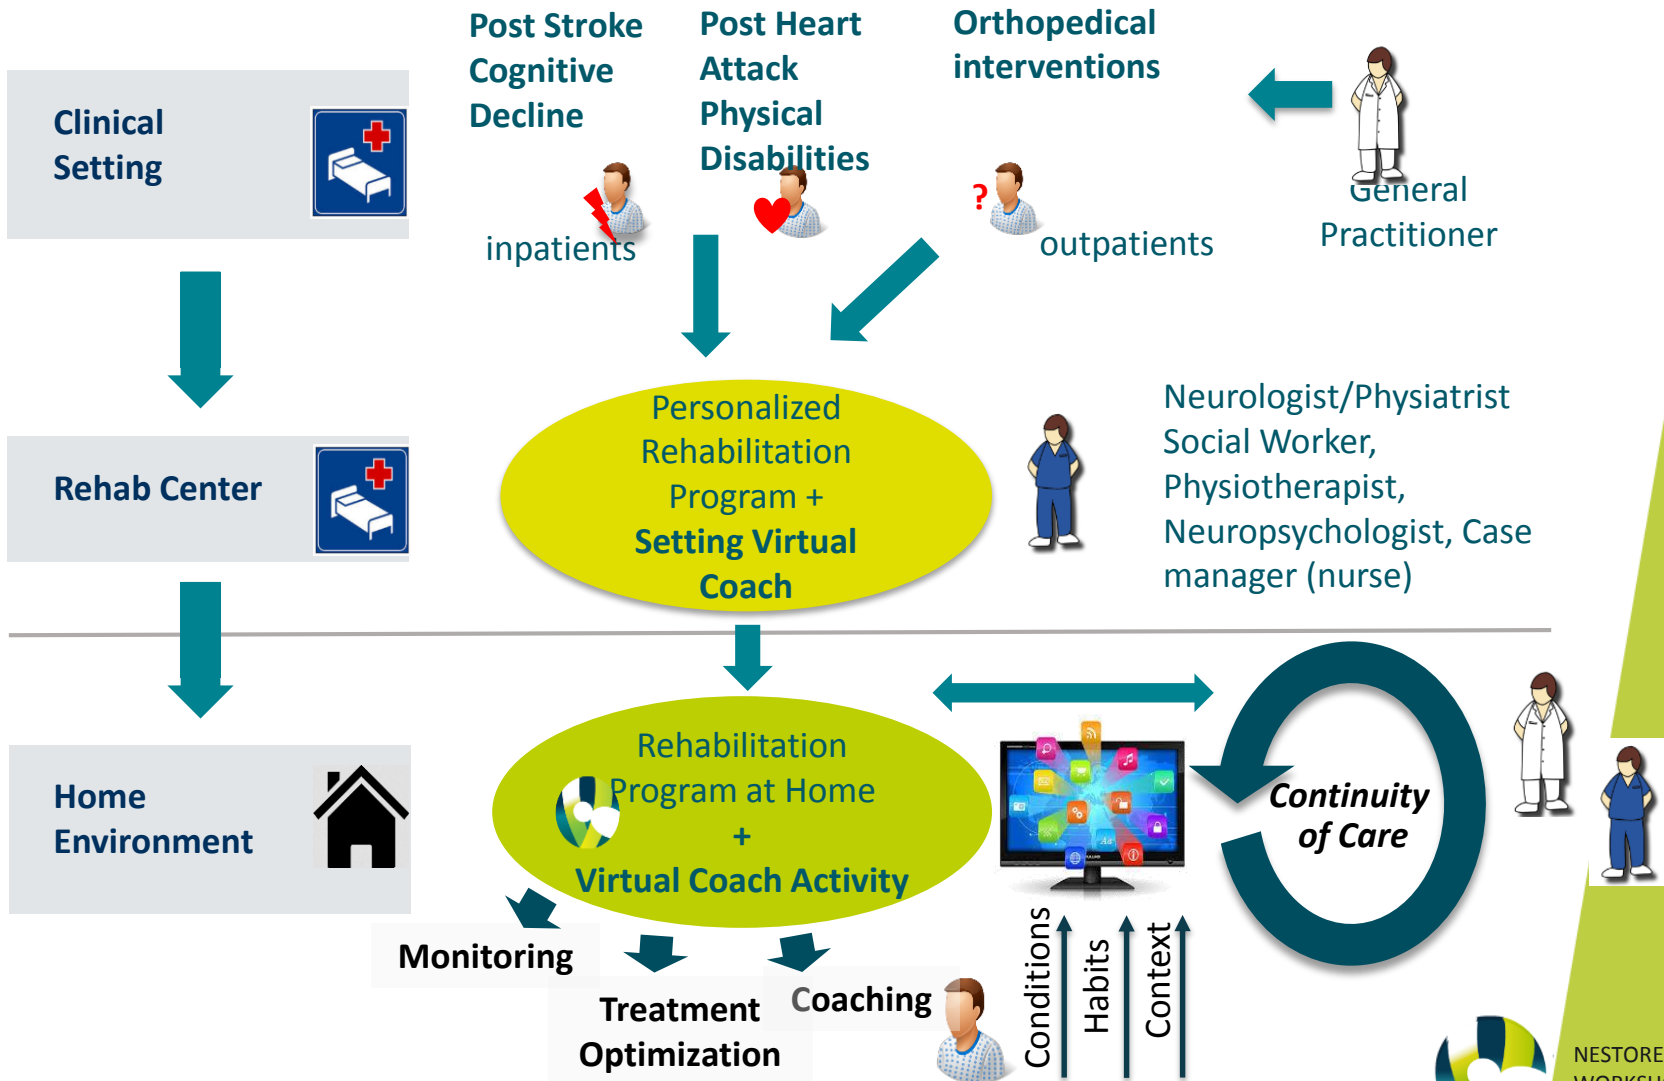 Post Stroke
Cognitive
Decline
Post Heart
Attack
Physical
Disabilities
Orthopedical
interventions
Clinical
Setting
inpatients
outpatients
General
Practitioner
Personalized
Rehabilitation
Program +
Setting Virtual
Coach
Neurologist/Physiatrist
Social Worker,
Physiotherapist,
Neuropsychologist, Case
manager (nurse)
Rehab Center
?
Rehabilitation
Program at Home
+
Virtual Coach Activity
Home
Environment
Continuity
of Care
Monitoring
Treatment
Optimization
Coaching
Conditions
Habits
Context
Aa
NESTORE